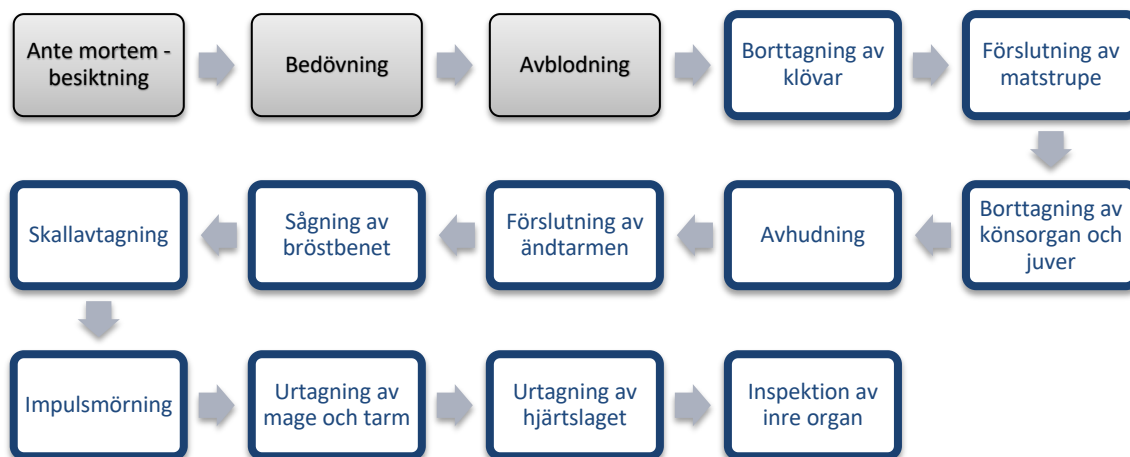 Ante mortem -
besiktning
Bedövning
Avblodning
Borttagning av
klövar
Förslutning av
matstrupe
Borttagning av
könsorgan och
juver
Avhudning
Förslutning av
ändtarmen
Sågning av
bröstbenet
Skallavtagning
Impulsmörning
Urtagning av
mage och tarm
Urtagning av
hjärtslaget
Inspektion av
inre organ